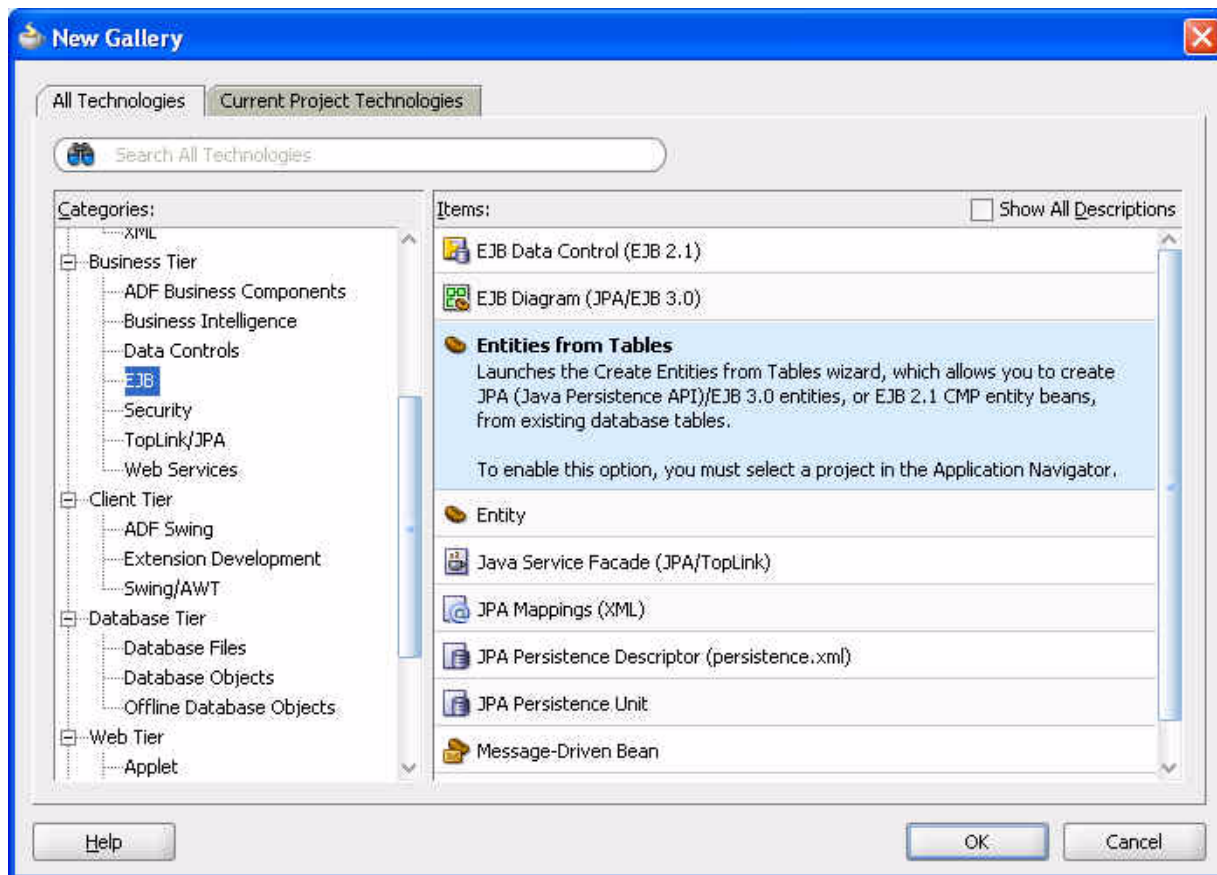 New Gallery
All Technologies
Current Project Technologies
Search All Technologies
Categories:
XML
Business Tier
ADF Business Components
Business Intelligence
Data Controls
EJB
Security
TopLink/JPA
Web Services
Client Tier
ADF Swing
Extension Development
Swing/AWT
Database Tier
Database Files
Database Objects
Offline Database Objects
Web Tier
Applet
Items:
Show All Descriptions
EJB Data Control (EJB 2.1)
EJB Diagram (JPA/EJB 3.0)
Entities from Tables
Launches the Create Entities from Tables wizard, which allows you to create
JPA (Java Persistence API)/EJB 3.0 entities, or EJB 2.1 CMP entity beans,
from existing database tables.
To enable this option, you must select a project in the Application Navigator.
Entity
Java Service Facade (JPA/TopLink)
JPA Mappings (XML)
JPA Persistence Descriptor (persistence.xml)
JPA Persistence Unit
Message-Driven Bean
Help
OK
Cancel